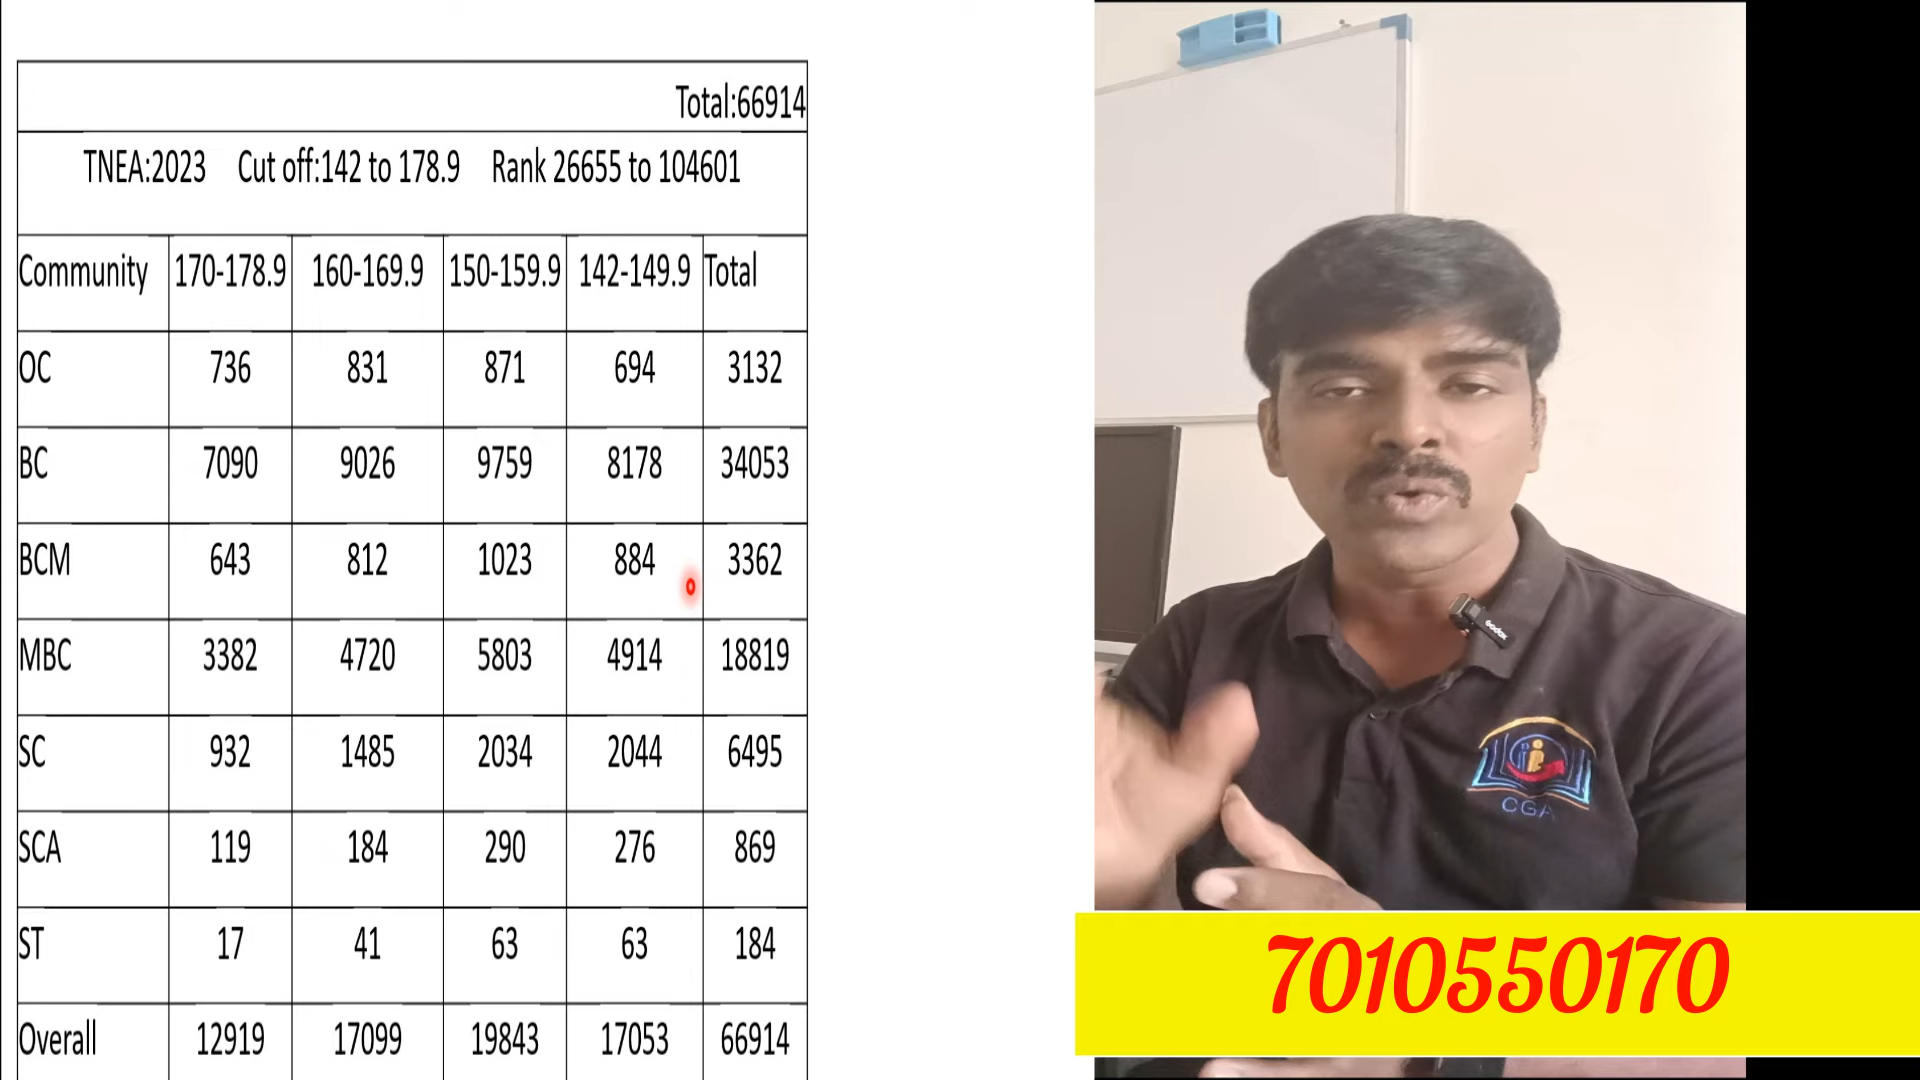 Total:66914
TNEA:2023 Cut off:142 to 178.9 Rank 26655 to 104601
Community 170-178.9 160-169.9 150-159.9 142-149.9 Total
OC 736 831 871 694 3132
BC 7090 9026 9759 8178 34053
BCM 643 812 1023 884 3362
MBC 3382 4720 5803 4914 18819
SC 932 1485 2034 2044 6495
SCA 119 184 290 276 869
ST 17 41 63 63 184
Overall 12919 17099 19843 17053 66914
Godox
CGA
7010550170